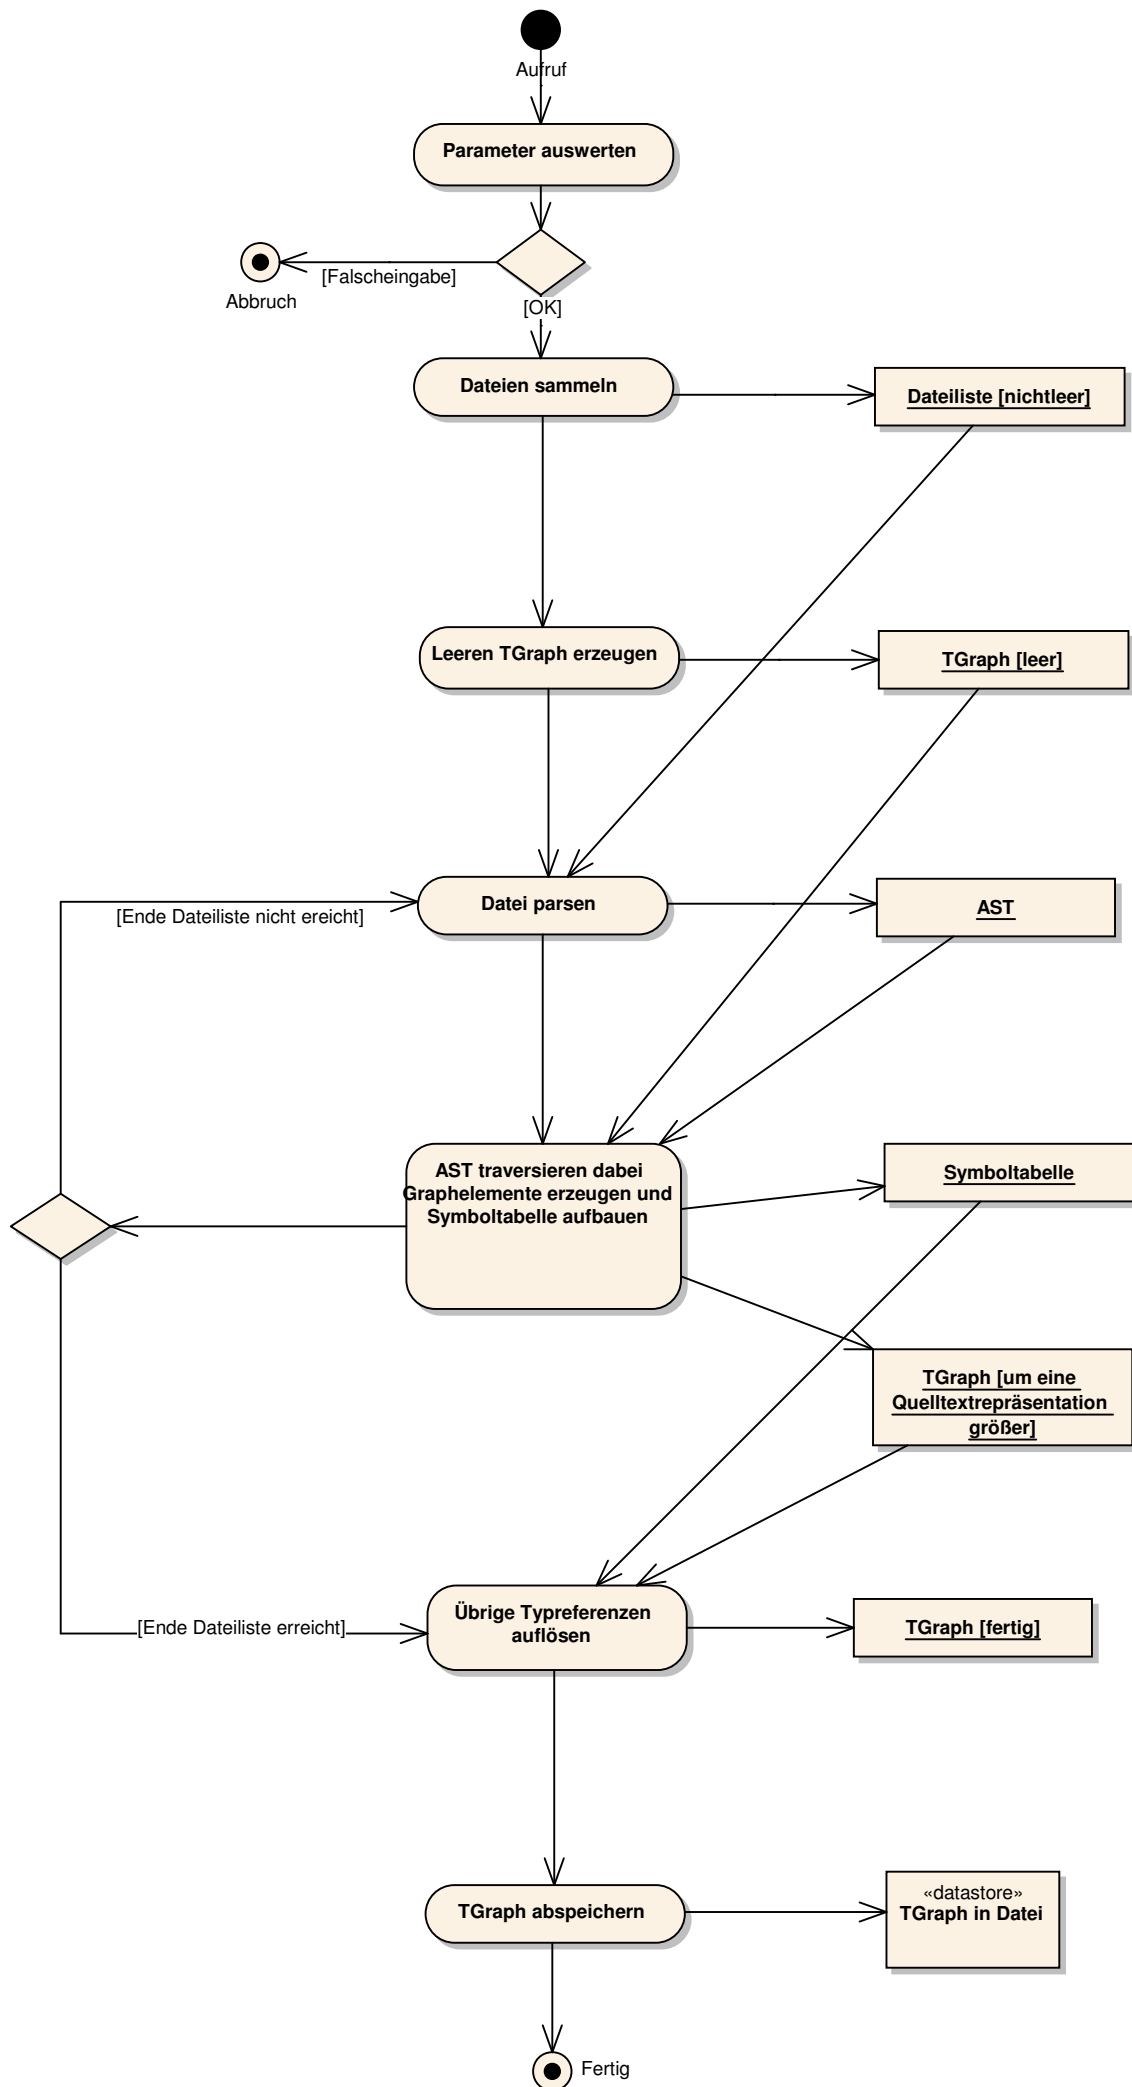 Aufruf
Parameter auswerten
[Falscheingabe]
Abbruch
[OK]
Dateien sammeln
Dateiliste [nichtleer]
Leeren TGraph erzeugen
TGraph [leer]
Datei parsen
[Ende Dateiliste nicht ereicht]
AST
AST traversieren dabei
Graphelemente erzeugen und
Symboltabelle aufbauen
Symboltabelle
TGraph [um eine
Quelltextrepräsentation
größer]
Übrige Typreferenzen
auflösen
[Ende Dateiliste erreicht]
TGraph [fertig]
TGraph abspeichern
«datastore»
TGraph in Datei
Fertig